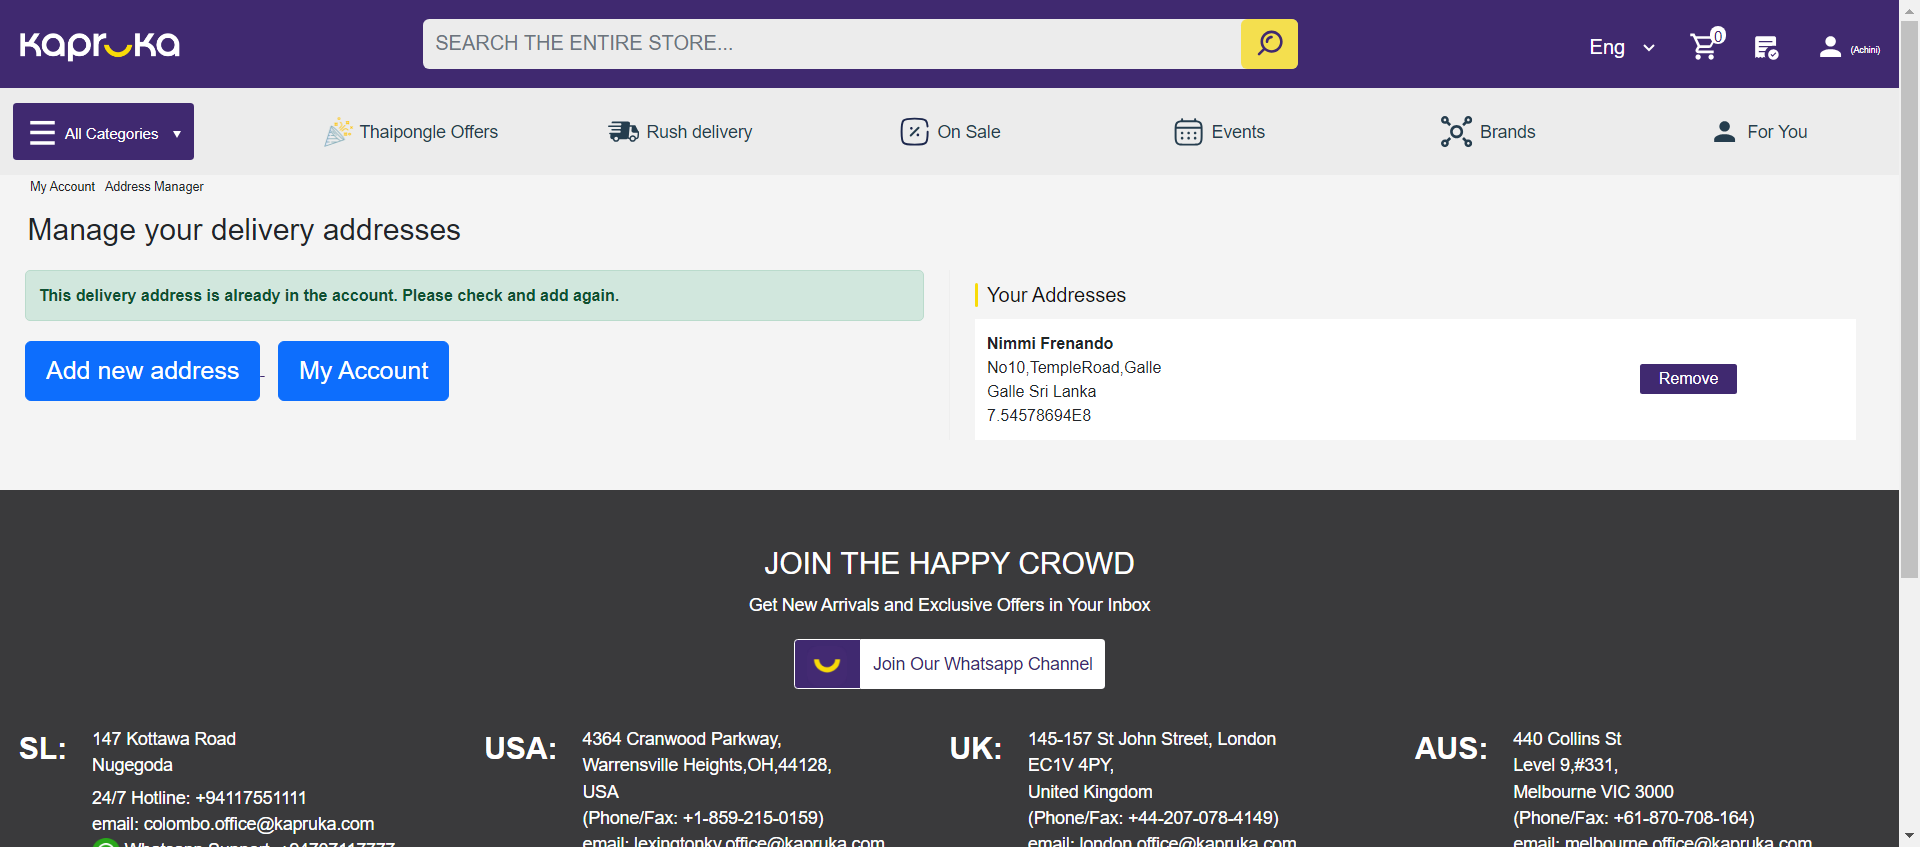 Kapruka
SEARCH THE ENTIRE STORE...
Eng
0
(Achini)
All Categories ▼
Thaipongle Offers
Rush delivery
On Sale
Events
Brands
For You
My Account Address Manager
Manage your delivery addresses
This delivery address is already in the account. Please check and add again.
Add new address
My Account
Your Addresses
Nimmi Frenando
No10,TempleRoad,Galle
Galle Sri Lanka
7.54578694E8
Remove
JOIN THE HAPPY CROWD
Get New Arrivals and Exclusive Offers in Your Inbox
Join Our Whatsapp Channel
SL:
147 Kottawa Road
Nugegoda
24/7 Hotline: +94117551111
email: colombo.office@kapruka.com
Whatsapp Support: +94707117777
USA:
4364 Cranwood Parkway,
Warrensville Heights,OH,44128,
USA
(Phone/Fax: +1-859-215-0159)
email: lexingtonky.office@kapruka.com
UK:
145-157 St John Street, London
EC1V 4PY,
United Kingdom
(Phone/Fax: +44-207-078-4149)
email: london.office@kapruka.com
AUS:
440 Collins St
Level 9,#331,
Melbourne VIC 3000
(Phone/Fax: +61-870-708-164)
email: melbourne.office@kapruka.com